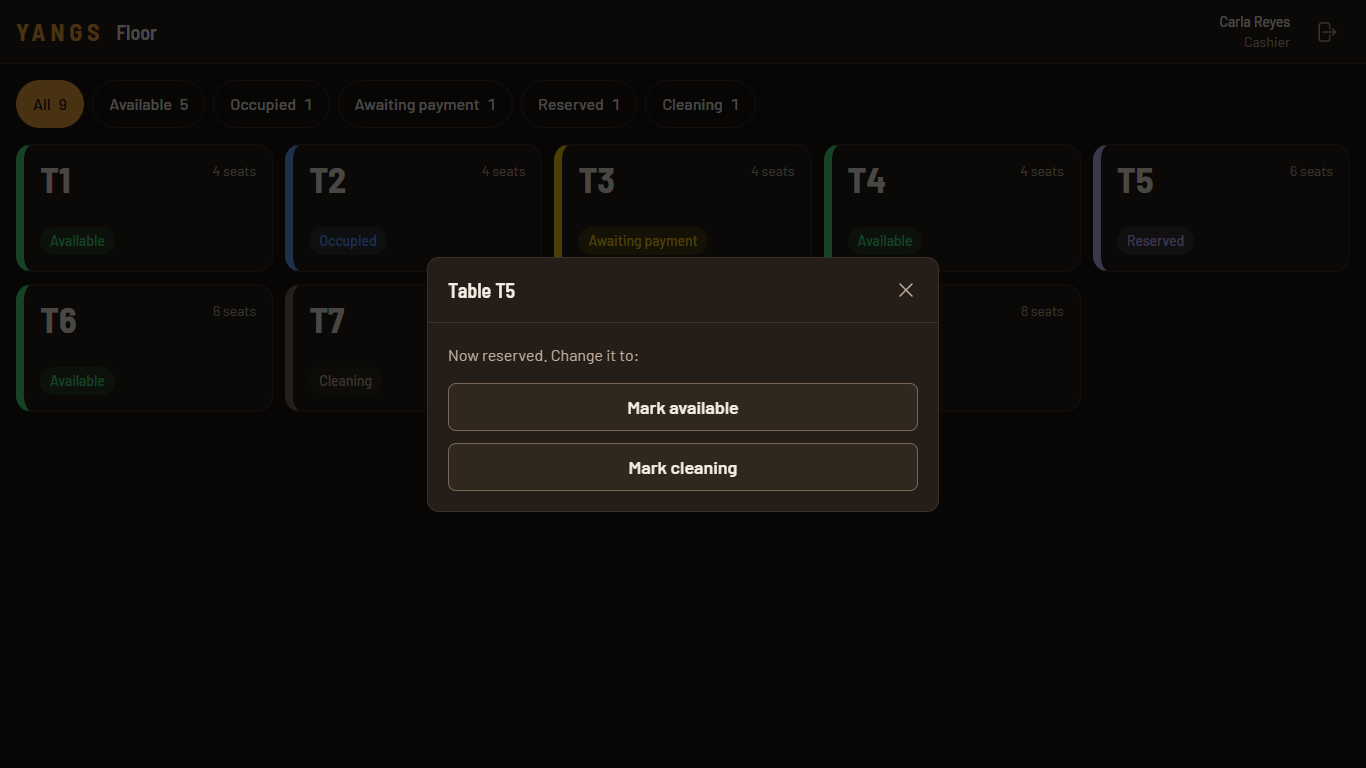 YANGS Floor
Carla Reyes
Cashier
All 9
Available 5
Occupied 1
Awaiting payment 1
Reserved 1
Cleaning 1
T1
4 seats
Available
T2
4 seats
Occupied
T3
4 seats
Awaiting payment
T4
4 seats
Available
T5
6 seats
Reserved
T6
6 seats
Available
T7
Cleaning
8 seats
Table T5
Now reserved. Change it to:
Mark available
Mark cleaning